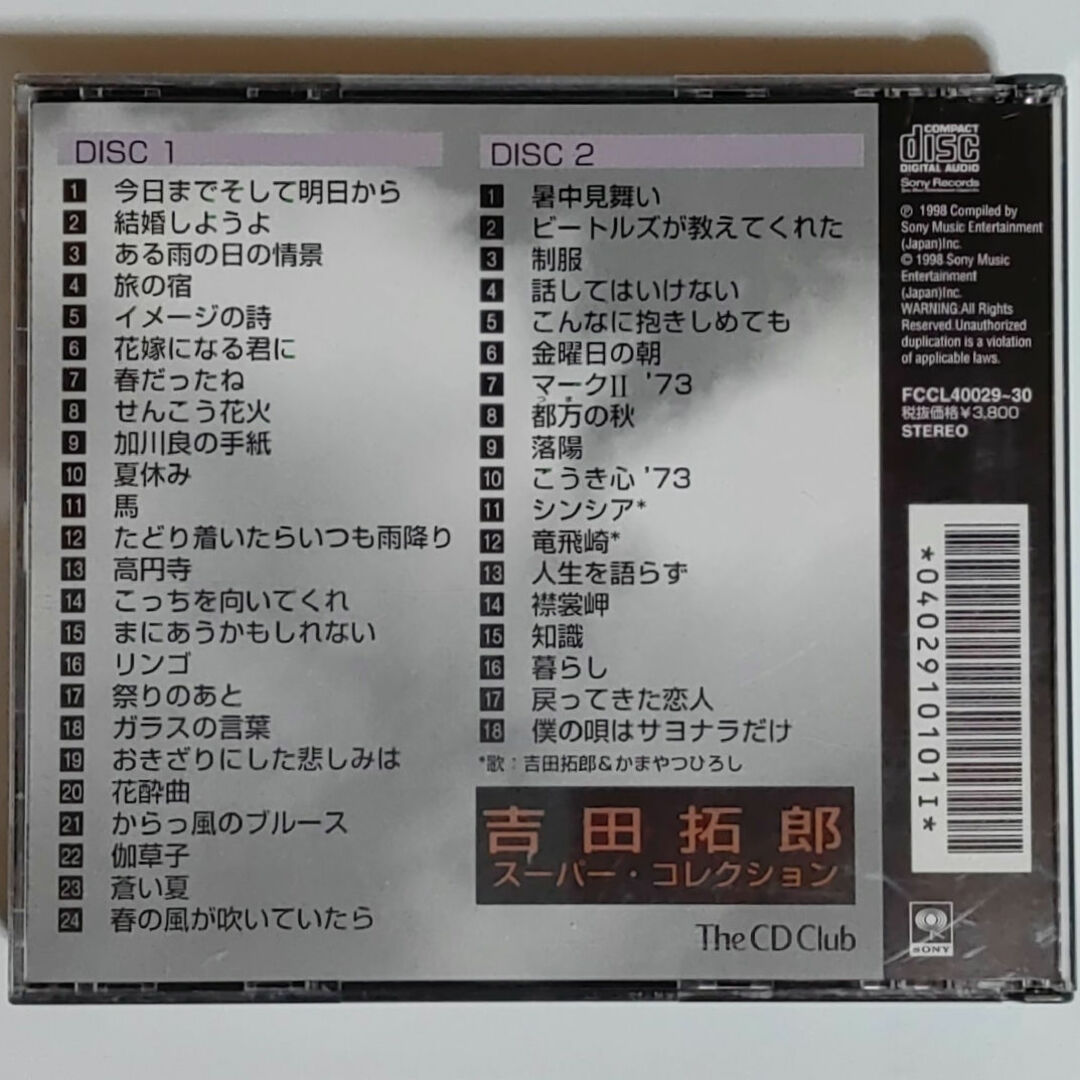 DISC 1
1 今日までそして明日から
2 結婚しようよ
3 ある雨の日の情景
4 旅の宿
5 イメージの詩
6 花嫁になる君に
7 春だったね
8 せんこう花火
9 加川良の手紙
10 夏休み
11 馬
12 たどり着いたらいつも雨降り
13 高円寺
14 こっちを向いてくれ
15 まにあうかもしれない
16 リンゴ
17 祭りのあと
18 ガラスの言葉
19 おきざりにした悲しみは
20 花酔曲
21 からっ風のブルース
22 伽草子
23 蒼い夏
24 春の風が吹いていたら
DISC 2
1 暑中見舞い
2 ビートルズが教えてくれた
3 制服
4 話してはいけない
5 こんなに抱きしめても
6 金曜日の朝
7 マークII '73
つま
8 都万の秋
9 落陽
10 こうき心 '73
11 シンシア*
12 竜飛崎*
13 人生を語らず
14 襟裳岬
15 知識
16 暮らし
17 戻ってきた恋人
18 僕の唄はサヨナラだけ
*歌：吉田拓郎&かまやつひろし
吉田拓郎
スーパー・コレクション
The CD Club
COMPACT
disc
DIGITAL AUDIO
Sony Records
℗ 1998 Compiled by
Sony Music Entertainment
(Japan)Inc.
© 1998 Sony Music
Entertainment
(Japan)Inc.
WARNING.All Rights
Reserved.Unauthorized
duplication is a violation
of applicable laws.
FCCL40029~30
税抜価格¥3,800
STEREO
*0402910101I*
SONY